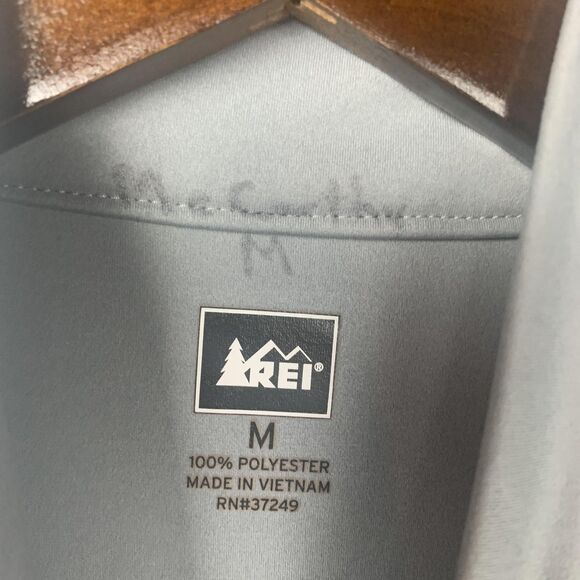 McCarthy
M
REI®
M
100% POLYESTER
MADE IN VIETNAM
RN#37249